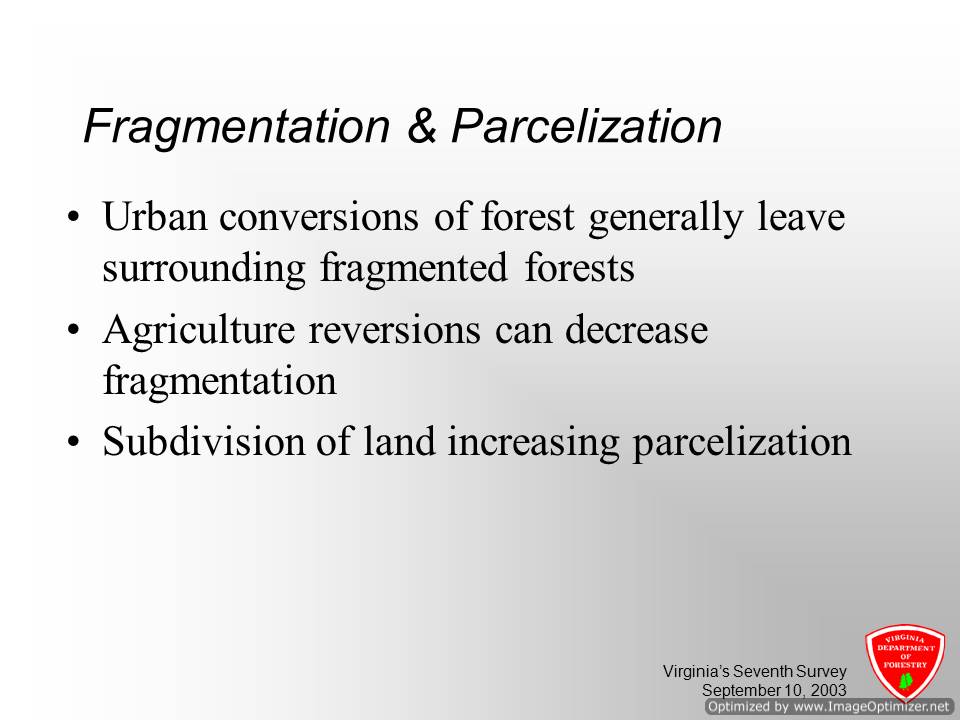 Fragmentation & Parcelization
• Urban conversions of forest generally leave
surrounding fragmented forests
• Agriculture reversions can decrease
fragmentation
• Subdivision of land increasing parcelization
Virginia’s Seventh Survey
September 10, 2003
VIRGINIA
DEPARTMENT
OF
FORESTRY
Optimized by www.ImageOptimizer.net